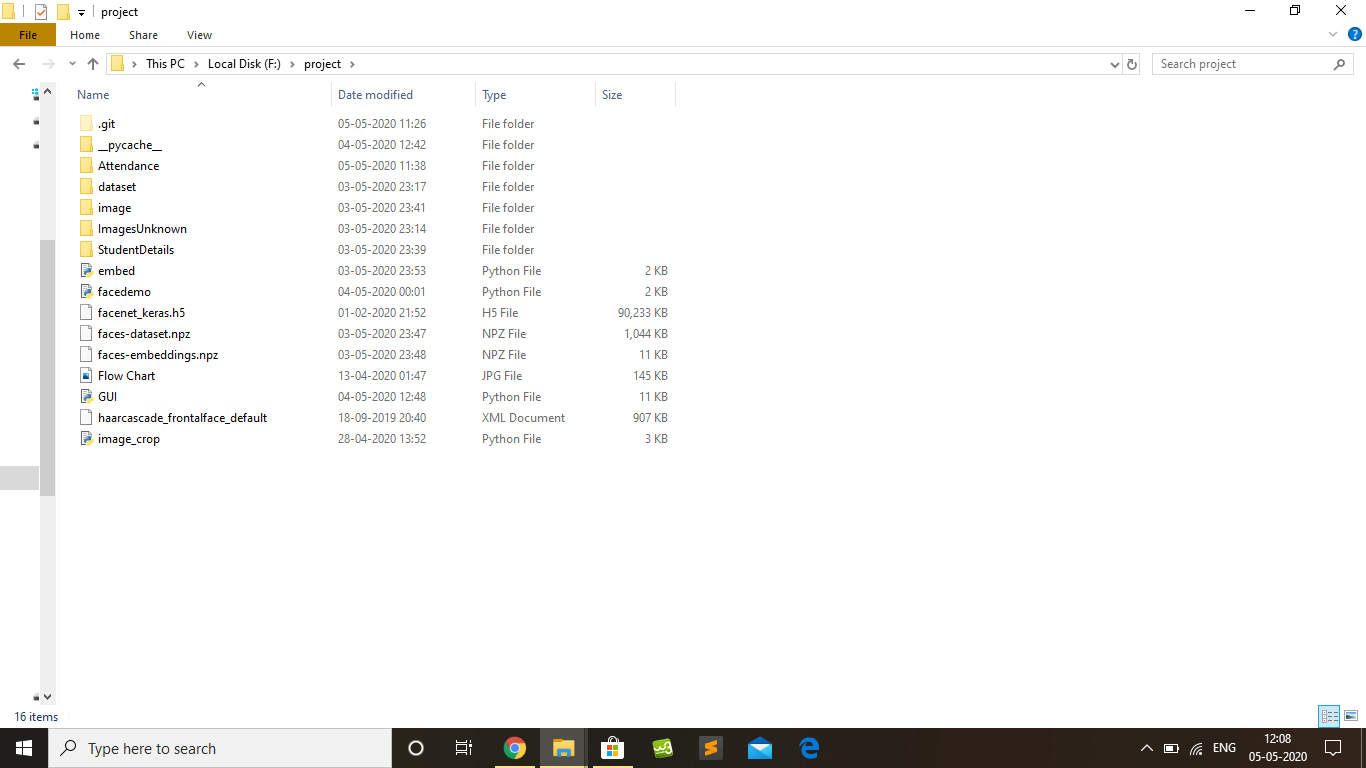 project
File Home Share View
This PC Local Disk (F:) project Search project
Name Date modified Type Size
.git 05-05-2020 11:26 File folder
__pycache__ 04-05-2020 12:42 File folder
Attendance 05-05-2020 11:38 File folder
dataset 03-05-2020 23:17 File folder
image 03-05-2020 23:41 File folder
ImagesUnknown 03-05-2020 23:14 File folder
StudentDetails 03-05-2020 23:39 File folder
embed 03-05-2020 23:53 Python File 2 KB
facedemo 04-05-2020 00:01 Python File 2 KB
facenet_keras.h5 01-02-2020 21:52 H5 File 90,233 KB
faces-dataset.npz 03-05-2020 23:47 NPZ File 1,044 KB
faces-embeddings.npz 03-05-2020 23:48 NPZ File 11 KB
Flow Chart 13-04-2020 01:47 JPG File 145 KB
GUI 04-05-2020 12:48 Python File 11 KB
haarcascade_frontalface_default 18-09-2019 20:40 XML Document 907 KB
image_crop 28-04-2020 13:52 Python File 3 KB
16 items
Type here to search w3 ENG 12:08
05-05-2020